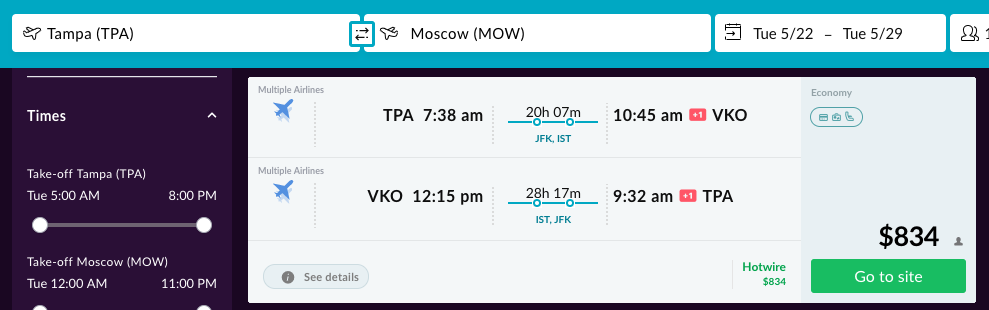 Tampa (TPA) Moscow (MOW) Tue 5/22 – Tue 5/29
Times
Take-off Tampa (TPA)
Tue 5:00 AM 8:00 PM
Take-off Moscow (MOW)
Tue 12:00 AM 11:00 PM
Multiple Airlines
TPA 7:38 am 20h 07m 10:45 am +1 VKO
JFK, IST
Multiple Airlines
VKO 12:15 pm 28h 17m 9:32 am +1 TPA
IST, JFK
See details
Hotwire
$834
Economy
$834
Go to site